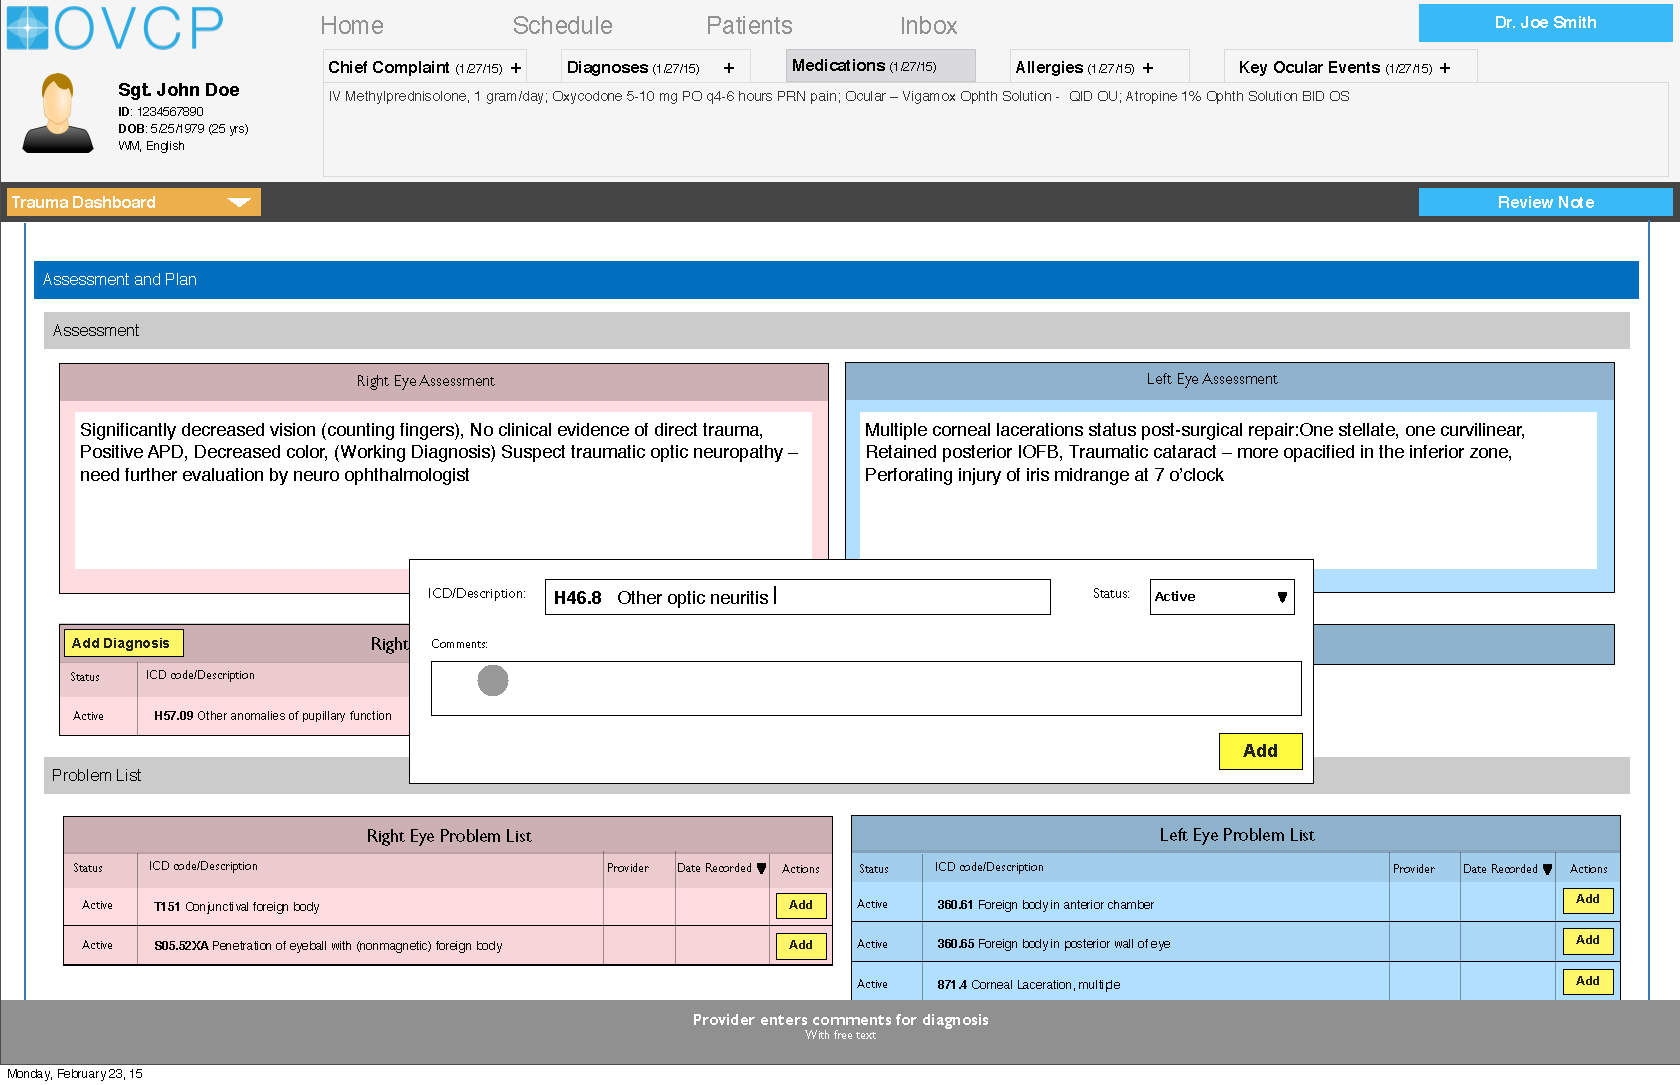 OVCP
Home Schedule Patients Inbox
Dr. Joe Smith
Chief Complaint (1/27/15) + Diagnoses (1/27/15) + Medications (1/27/15) Allergies (1/27/15) + Key Ocular Events (1/27/15) +
Sgt. John Doe
ID: 1234567890
DOB: 5/25/1979 (25 yrs)
WM, English
IV Methylprednisolone, 1 gram/day; Oxycodone 5-10 mg PO q4-6 hours PRN pain; Ocular – Vigamox Ophth Solution - QID OU; Atropine 1% Ophth Solution BID OS
Trauma Dashboard
Review Note
Assessment and Plan
Assessment
Right Eye Assessment
Significantly decreased vision (counting fingers), No clinical evidence of direct trauma,
Positive APD, Decreased color, (Working Diagnosis) Suspect traumatic optic neuropathy –
need further evaluation by neuro ophthalmologist
Left Eye Assessment
Multiple corneal lacerations status post-surgical repair:One stellate, one curvilinear,
Retained posterior IOFB, Traumatic cataract – more opacified in the inferior zone,
Perforating injury of iris midrange at 7 o’clock
ICD/Description: H46.8 Other optic neuritis
Status: Active ▼
Comments:
Add
Add Diagnosis Right
Status ICD code/Description
Active H57.09 Other anomalies of pupillary function
Problem List
Right Eye Problem List
Status ICD code/Description Provider Date Recorded ▼ Actions
Active T151 Conjunctival foreign body Add
Active S05.52XA Penetration of eyeball with (nonmagnetic) foreign body Add
Left Eye Problem List
Status ICD code/Description Provider Date Recorded ▼ Actions
Active 360.61 Foreign body in anterior chamber Add
Active 360.65 Foreign body in posterior wall of eye Add
Active 871.4 Corneal Laceration, multiple Add
Provider enters comments for diagnosis
With free text
Monday, February 23, 15